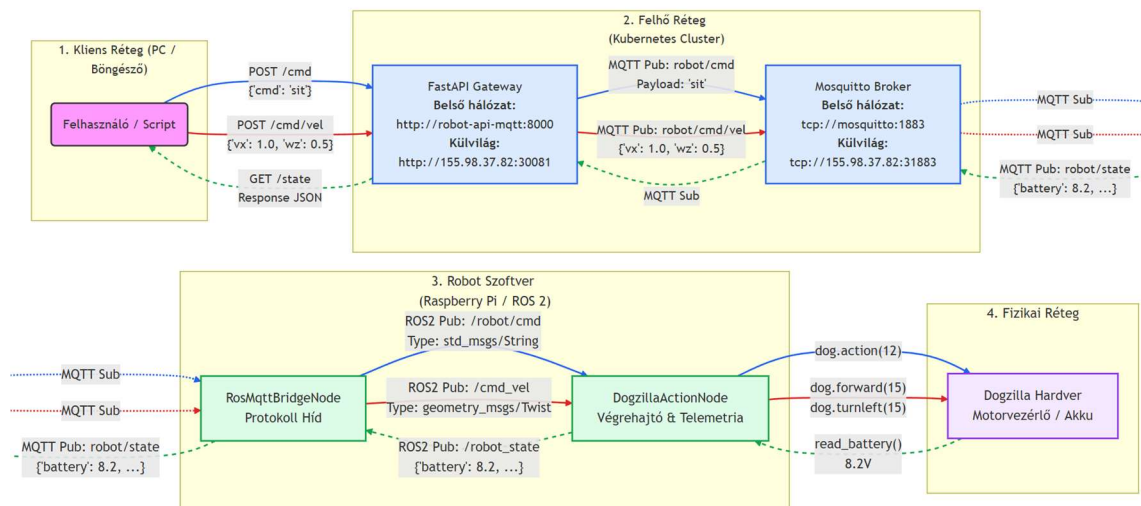 1. Kliens Réteg (PC /
Böngésző)
Felhasználó / Script
POST /cmd
{'cmd': 'sit'}
POST /cmd/vel
{'vx': 1.0, 'wz': 0.5}
GET /state
Response JSON
2. Felhő Réteg
(Kubernetes Cluster)
FastAPI Gateway
Belső hálózat:
http://robot-api-mqtt:8000
Külvilág:
http://155.98.37.82:30081
MQTT Pub: robot/cmd
Payload: 'sit'
MQTT Pub: robot/cmd/vel
{'vx': 1.0, 'wz': 0.5}
MQTT Sub
Mosquitto Broker
Belső hálózat:
tcp://mosquitto:1883
Külvilág:
tcp://155.98.37.82:31883
MQTT Sub
MQTT Sub
MQTT Pub: robot/state
{'battery': 8.2, ...}
MQTT Sub
MQTT Sub
MQTT Pub: robot/state
{'battery': 8.2, ...}
3. Robot Szoftver
(Raspberry Pi / ROS 2)
RosMqttBridgeNode
Protokoll Híd
ROS2 Pub: /robot/cmd
Type: std_msgs/String
ROS2 Pub: /cmd_vel
Type: geometry_msgs/Twist
ROS2 Pub: /robot_state
{'battery': 8.2, ...}
DogzillaActionNode
Végrehajtó & Telemetria
dog.action(12)
dog.forward(15)
dog.turnleft(15)
read_battery()
8.2V
4. Fizikai Réteg
Dogzilla Hardver
Motorvezérlő / Akku